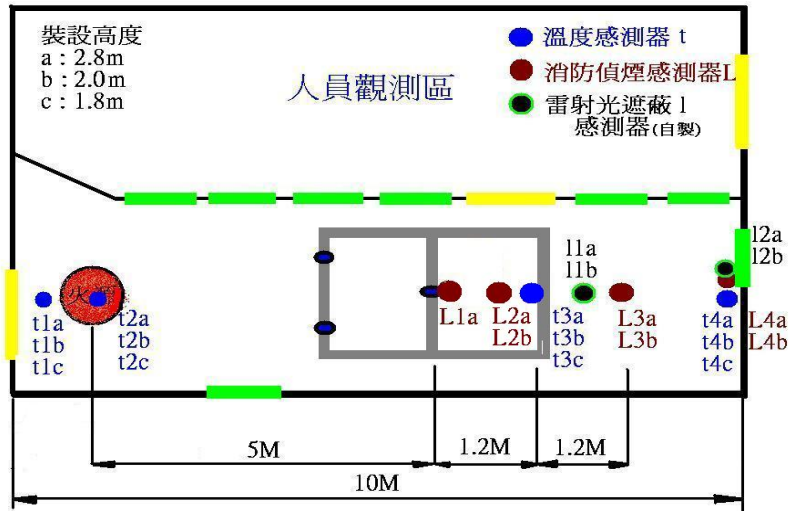 裝設高度
a : 2.8m
b : 2.0m
c : 1.8m
人員觀測區
溫度感測器 t
消防偵煙感測器L
雷射光遮蔽 l
感測器(自製)
l2a
l2b
l1a
l1b
火
t1a
t1b
t1c
t2a
t2b
t2c
L1a
L2a
L2b
t3a
t3b
t3c
L3a
L3b
t4a
t4b
t4c
L4a
L4b
5M
1.2M
1.2M
10M